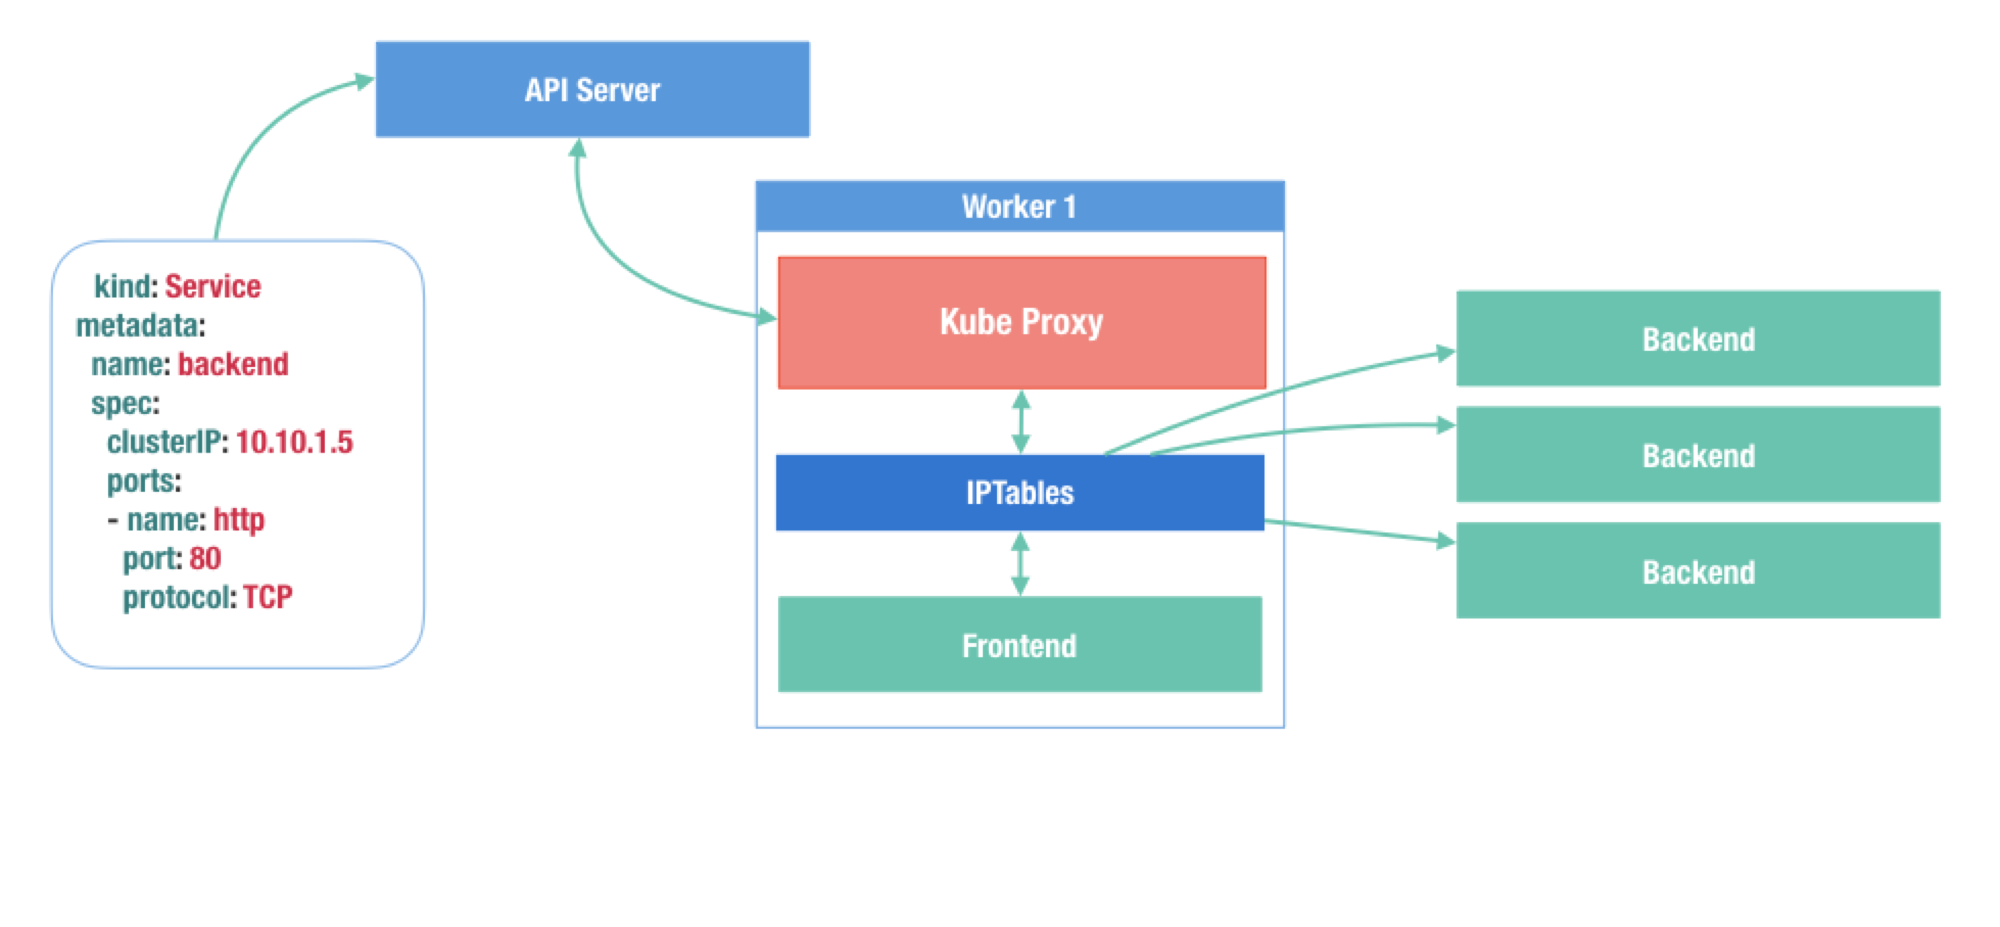 API Server
Worker 1
kind: Service
metadata:
name: backend
spec:
clusterIP: 10.10.1.5
ports:
- name: http
port: 80
protocol: TCP
Kube Proxy
IPTables
Frontend
Backend
Backend
Backend